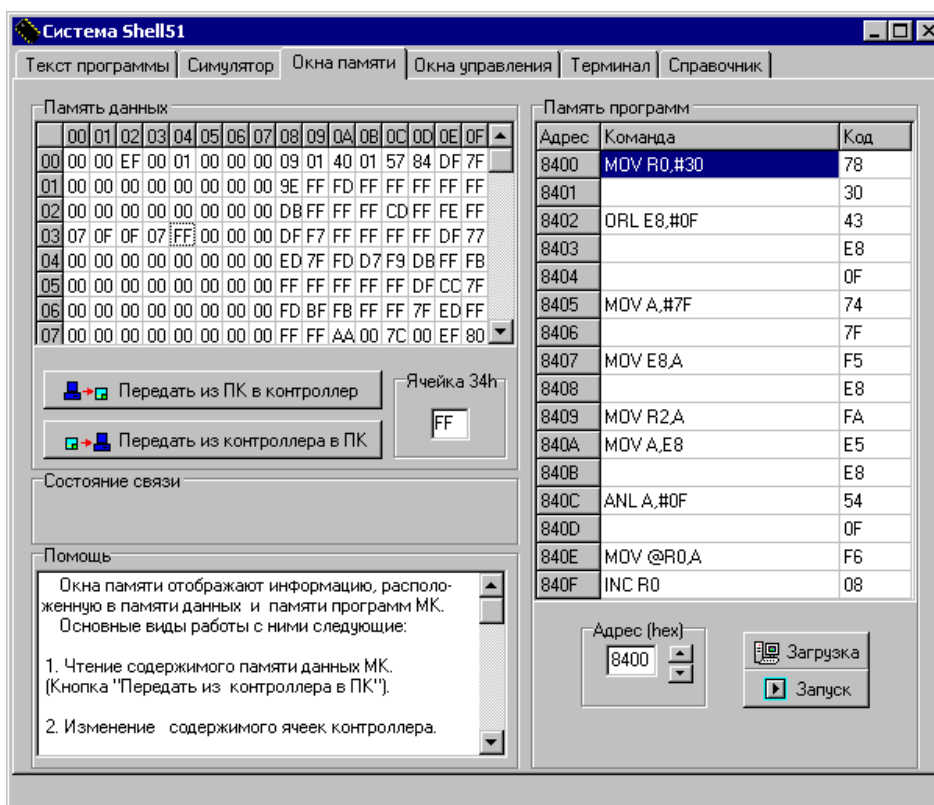 Система Shell51
Текст программы Симулятор Окна памяти Окна управления Терминал Справочник
Память данных
00 01 02 03 04 05 06 07 08 09 0A 0B 0C 0D 0E 0F
00 00 00 EF 00 01 00 00 00 09 01 40 01 57 84 DF 7F
01 00 00 00 00 00 00 00 00 9E FF FD FF FF FF FF FF
02 00 00 00 00 00 00 00 00 DB FF FF FF CD FF FE FF
03 07 0F 0F 07 FF 00 00 00 DF F7 FF FF FF FF DF 77
04 00 00 00 00 00 00 00 00 ED 7F FD D7 F9 DB FF FB
05 00 00 00 00 00 00 00 00 FF FF FF FF FF DF CC 7F
06 00 00 00 00 00 00 00 00 FD BF FB FF FF 7F ED FF
07 00 00 00 00 00 00 00 00 FF FF AA 00 7C 00 EF 80
Передать из ПК в контроллер
Передать из контроллера в ПК
Ячейка 34h
FF
Состояние связи
Помощь
Окна памяти отображают информацию, располо-
женную в памяти данных и памяти программ МК.
Основные виды работы с ними следующие:
1. Чтение содержимого памяти данных МК.
(Кнопка "Передать из контроллера в ПК").
2. Изменение содержимого ячеек контроллера.
Память программ
Адрес Команда Код
8400 MOV R0,#30 78
8401 30
8402 ORL E8,#0F 43
8403 E8
8404 0F
8405 MOV A,#7F 74
8406 7F
8407 MOV E8,A F5
8408 E8
8409 MOV R2,A FA
840A MOV A,E8 E5
840B E8
840C ANL A,#0F 54
840D 0F
840E MOV @R0,A F6
840F INC R0 08
Адрес (hex)
8400
Загрузка
Запуск